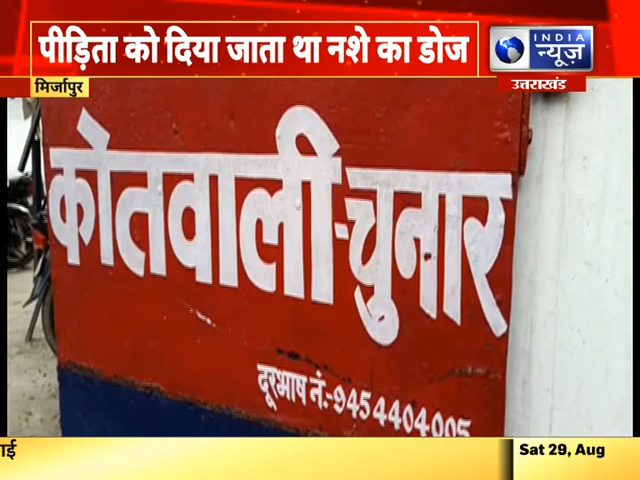 पीड़िता को दिया जाता था नशे का डोज
INDIA
न्यूज़
उत्तराखंड
मिर्जापुर
कोतवाली-चुनार
दूरभाष नं:-9454404005
ाई
Sat 29, Aug